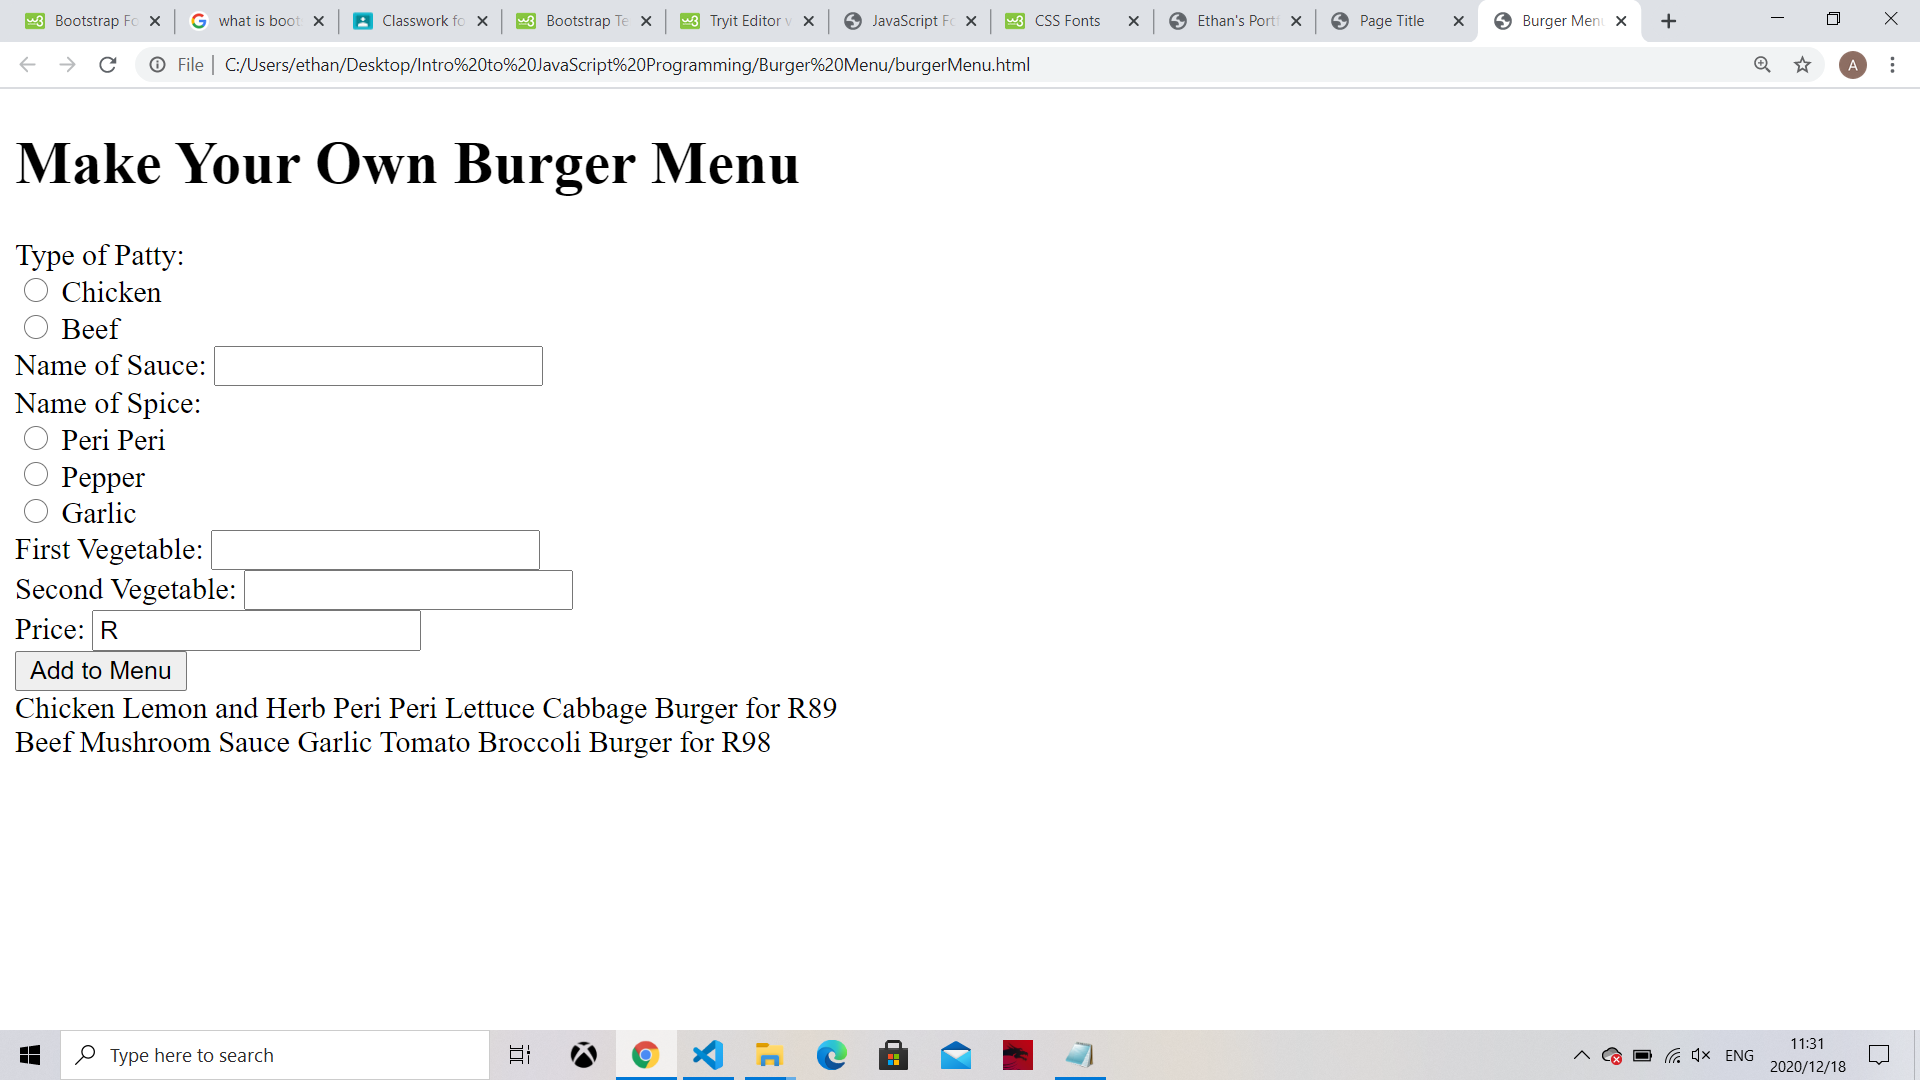 Bootstrap Fo
what is boot
Classwork fo
Bootstrap Te
Tryit Editor v
JavaScript Fo
CSS Fonts
Ethan's Portf
Page Title
Burger Menu
File
C:/Users/ethan/Desktop/Intro%20to%20JavaScript%20Programming/Burger%20Menu/burgerMenu.html
A
Make Your Own Burger Menu
Type of Patty:
Chicken
Beef
Name of Sauce:
Name of Spice:
Peri Peri
Pepper
Garlic
First Vegetable:
Second Vegetable:
Price: R
Add to Menu
Chicken Lemon and Herb Peri Peri Lettuce Cabbage Burger for R89
Beef Mushroom Sauce Garlic Tomato Broccoli Burger for R98
Type here to search
ENG
11:31
2020/12/18